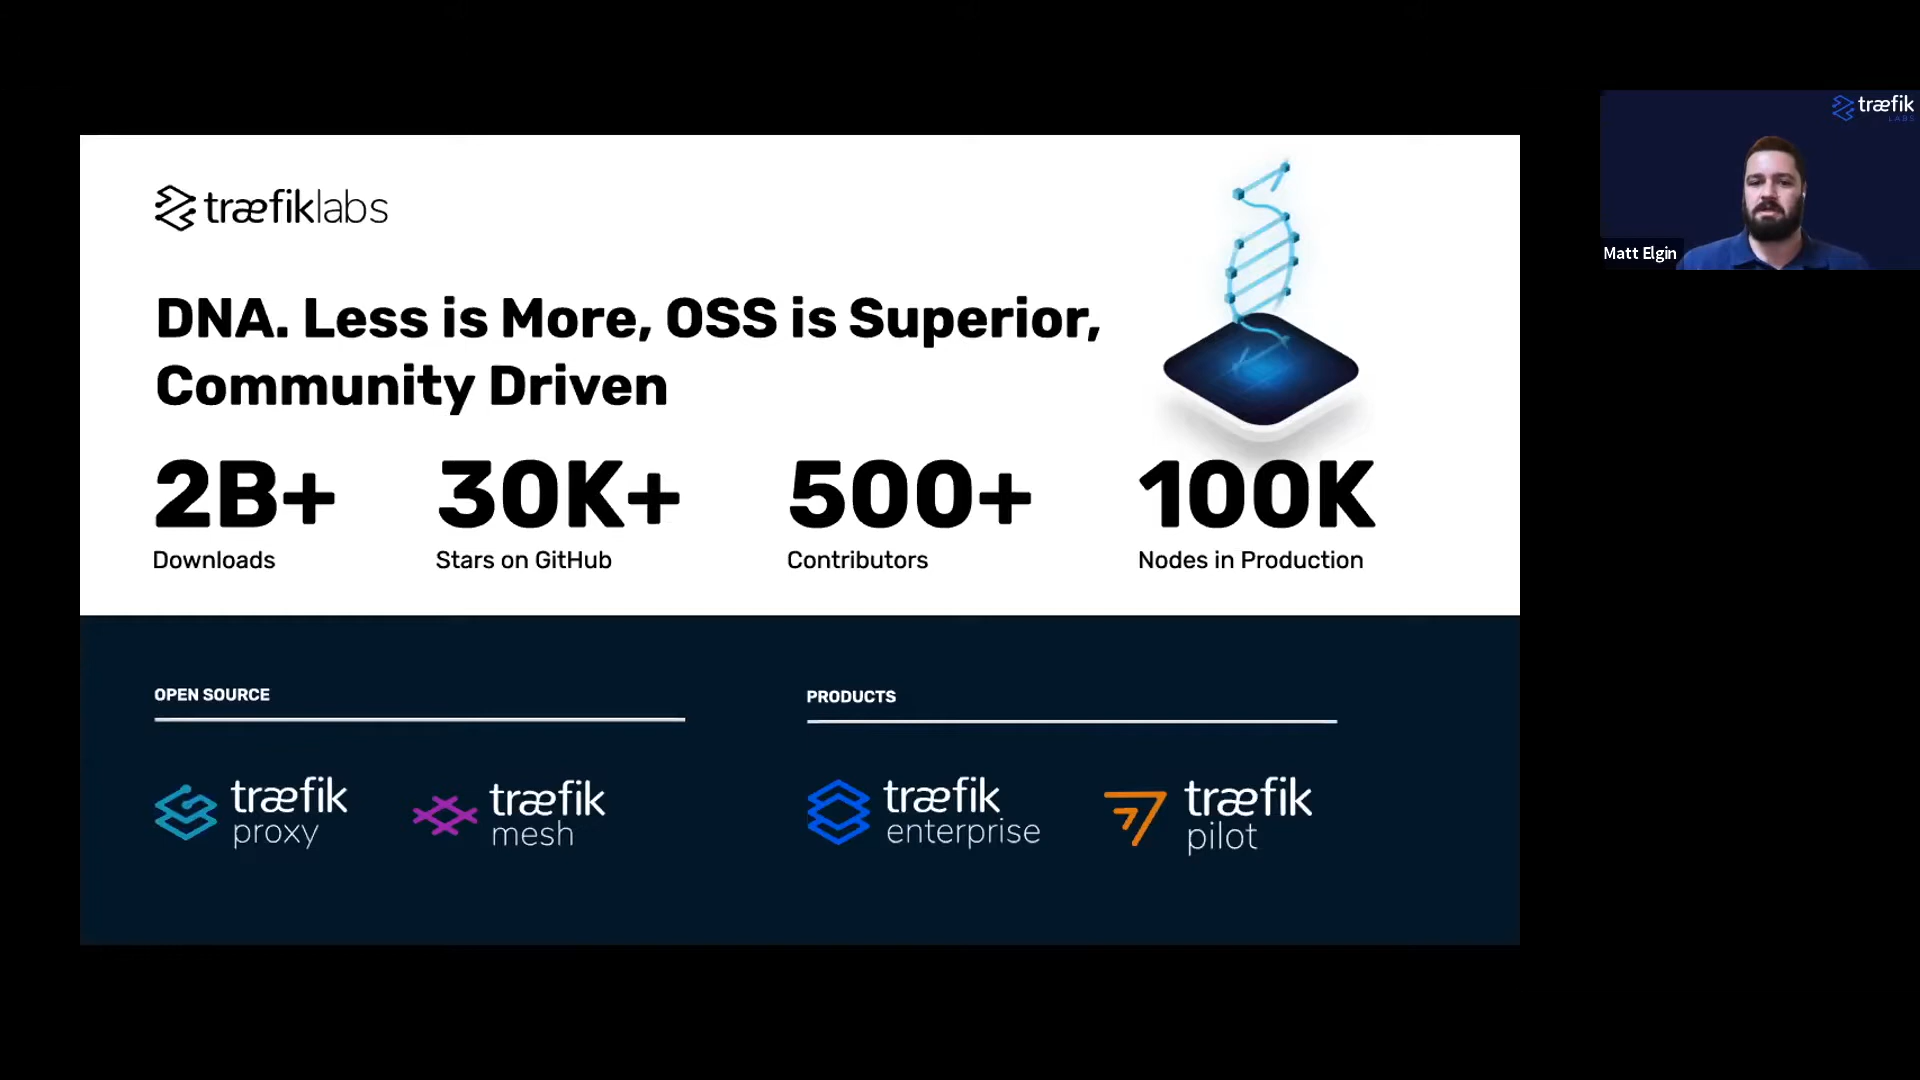 træfiklabs
DNA. Less is More, OSS is Superior,
Community Driven
2B+
Downloads
30K+
Stars on GitHub
500+
Contributors
100K
Nodes in Production
OPEN SOURCE
træfik
proxy
træfik
mesh
PRODUCTS
træfik
enterprise
træfik
pilot
træfik
LABS
Matt Elgin